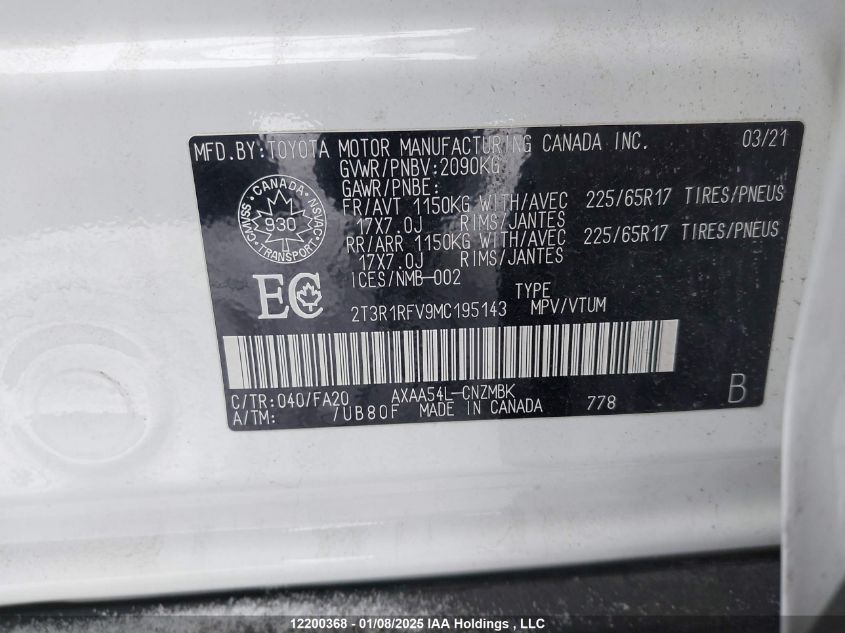 MFD.BY:TOYOTA MOTOR MANUFACTURING CANADA INC. 03/21
GVWR/PNBV:2090KG
GAWR/PNBE:
FR/AVT 1150KG WITH/AVEC 225/65R17 TIRES/PNEUS
17X7.0J RIMS/JANTES
RR/ARR 1150KG WITH/AVEC 225/65R17 TIRES/PNEUS
17X7.0J RIMS/JANTES
ICES/NMB-002
CANADA
CMVSS NSVAC
930
TRANSPORT
EC
TYPE
2T3R1RFV9MC195143 MPV/VTUM
C/TR:040/FA20 AXAA54L-CNZMBK
A/TM: /UB80F MADE IN CANADA 778 B
12200368 - 01/08/2025 IAA Holdings , LLC